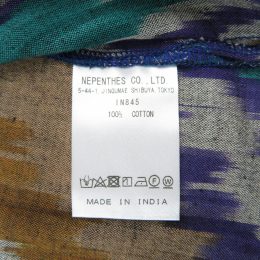 NEPENTHES CO.,LTD
5-44-1 JINGUMAE SHIBUYA TOKYO
IN845
100% COTTON
MADE IN INDIA